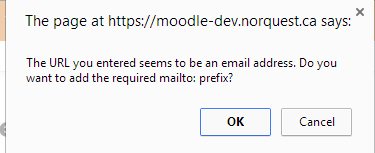 The page at https://moodle-dev.norquest.ca says:
The URL you entered seems to be an email address. Do you
want to add the required mailto: prefix?
OK
Cancel